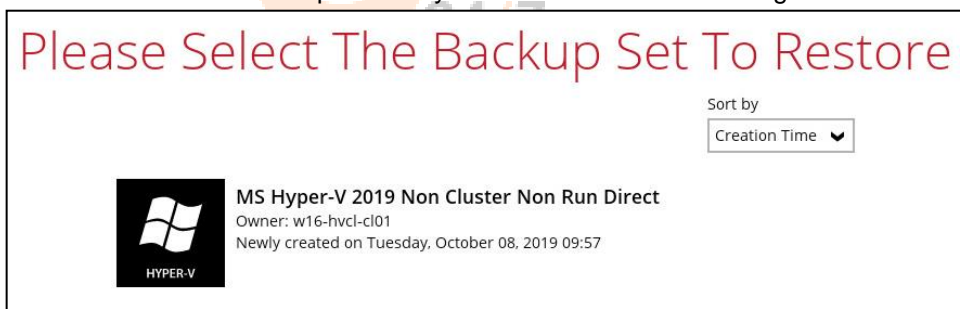 Please Select The Backup Set To Restore
Sort by
Creation Time
MS Hyper-V 2019 Non Cluster Non Run Direct
Owner: w16-hvcl-cl01
Newly created on Tuesday, October 08, 2019 09:57
HYPER-V